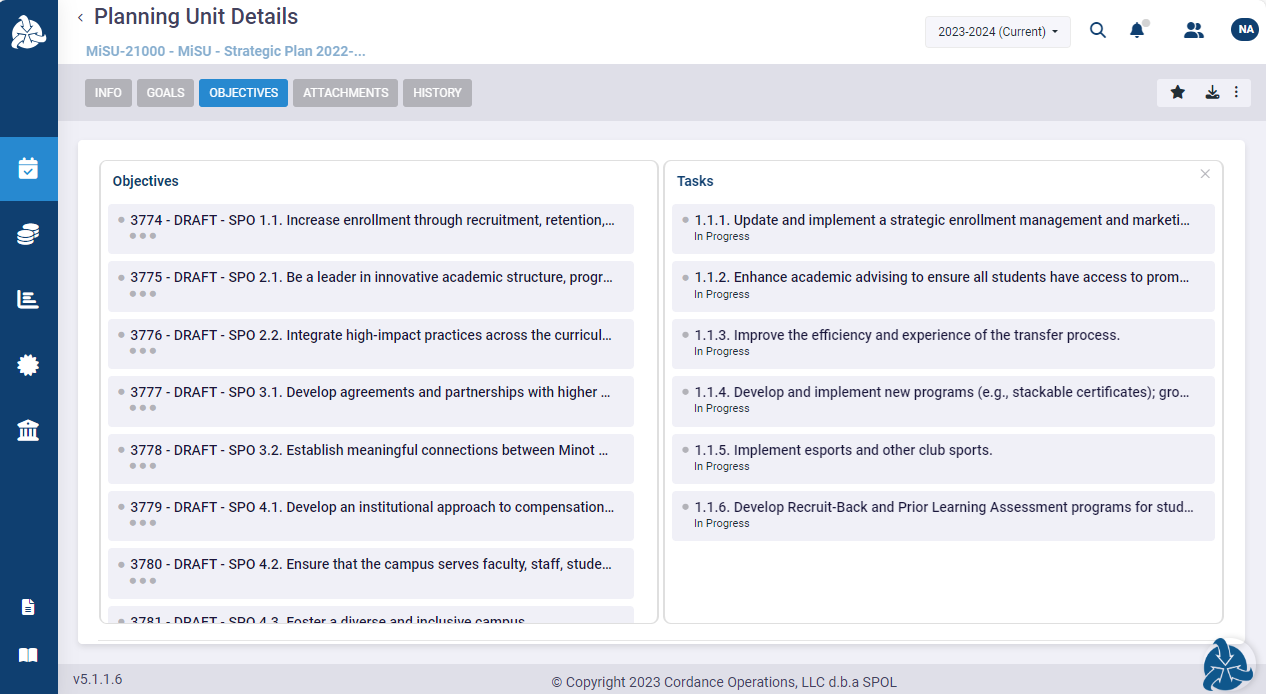 Planning Unit Details
MiSU-21000 - MiSU - Strategic Plan 2022-...
2023-2024 (Current)
NA
INFO
GOALS
OBJECTIVES
ATTACHMENTS
HISTORY
Objectives
3774 - DRAFT - SPO 1.1. Increase enrollment through recruitment, retention,...
3775 - DRAFT - SPO 2.1. Be a leader in innovative academic structure, progr...
3776 - DRAFT - SPO 2.2. Integrate high-impact practices across the curricul...
3777 - DRAFT - SPO 3.1. Develop agreements and partnerships with higher ...
3778 - DRAFT - SPO 3.2. Establish meaningful connections between Minot ...
3779 - DRAFT - SPO 4.1. Develop an institutional approach to compensation...
3780 - DRAFT - SPO 4.2. Ensure that the campus serves faculty, staff, stude...
3781 - DRAFT - SPO 4.3. Foster a diverse and inclusive campus.
Tasks
1.1.1. Update and implement a strategic enrollment management and marketi...
In Progress
1.1.2. Enhance academic advising to ensure all students have access to prom...
In Progress
1.1.3. Improve the efficiency and experience of the transfer process.
In Progress
1.1.4. Develop and implement new programs (e.g., stackable certificates); gro...
In Progress
1.1.5. Implement esports and other club sports.
In Progress
1.1.6. Develop Recruit-Back and Prior Learning Assessment programs for stud...
In Progress
v5.1.1.6
© Copyright 2023 Cordance Operations, LLC d.b.a SPOL